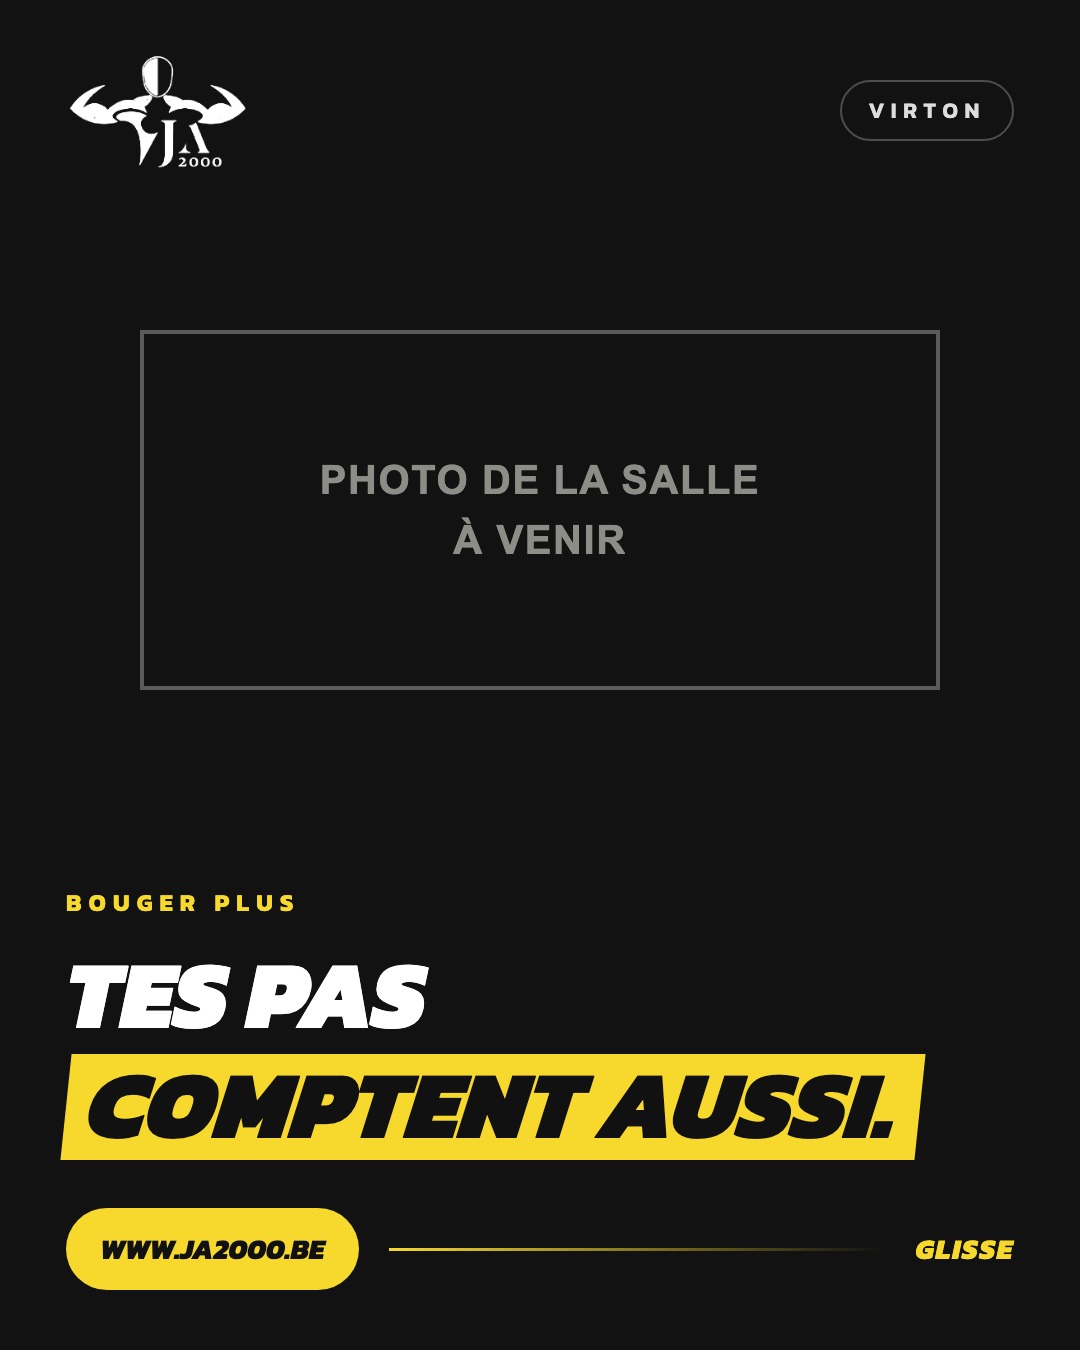 JA
2000
VIRTON
PHOTO DE LA SALLE
À VENIR
BOUGER PLUS
TES PAS
COMPTENT AUSSI.
WWW.JA2000.BE
GLISSE